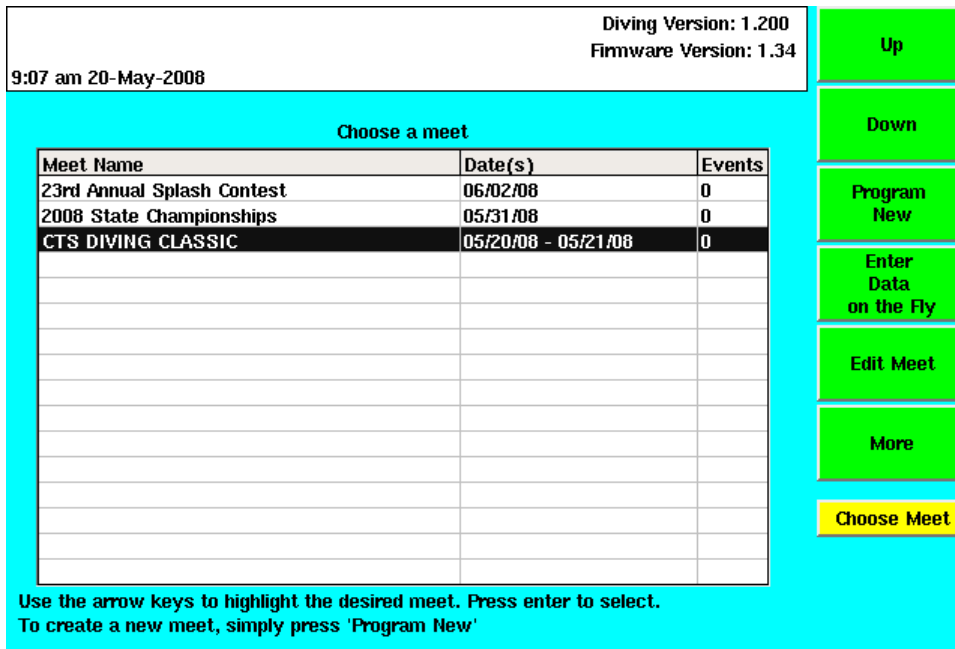 Diving Version: 1.200
Firmware Version: 1.34
9:07 am 20-May-2008
Choose a meet
Meet Name Date(s) Events
23rd Annual Splash Contest 06/02/08 0
2008 State Championships 05/31/08 0
CTS DIVING CLASSIC 05/20/08 - 05/21/08 0
Use the arrow keys to highlight the desired meet. Press enter to select.
To create a new meet, simply press 'Program New'
Up
Down
Program
New
Enter
Data
on the Fly
Edit Meet
More
Choose Meet